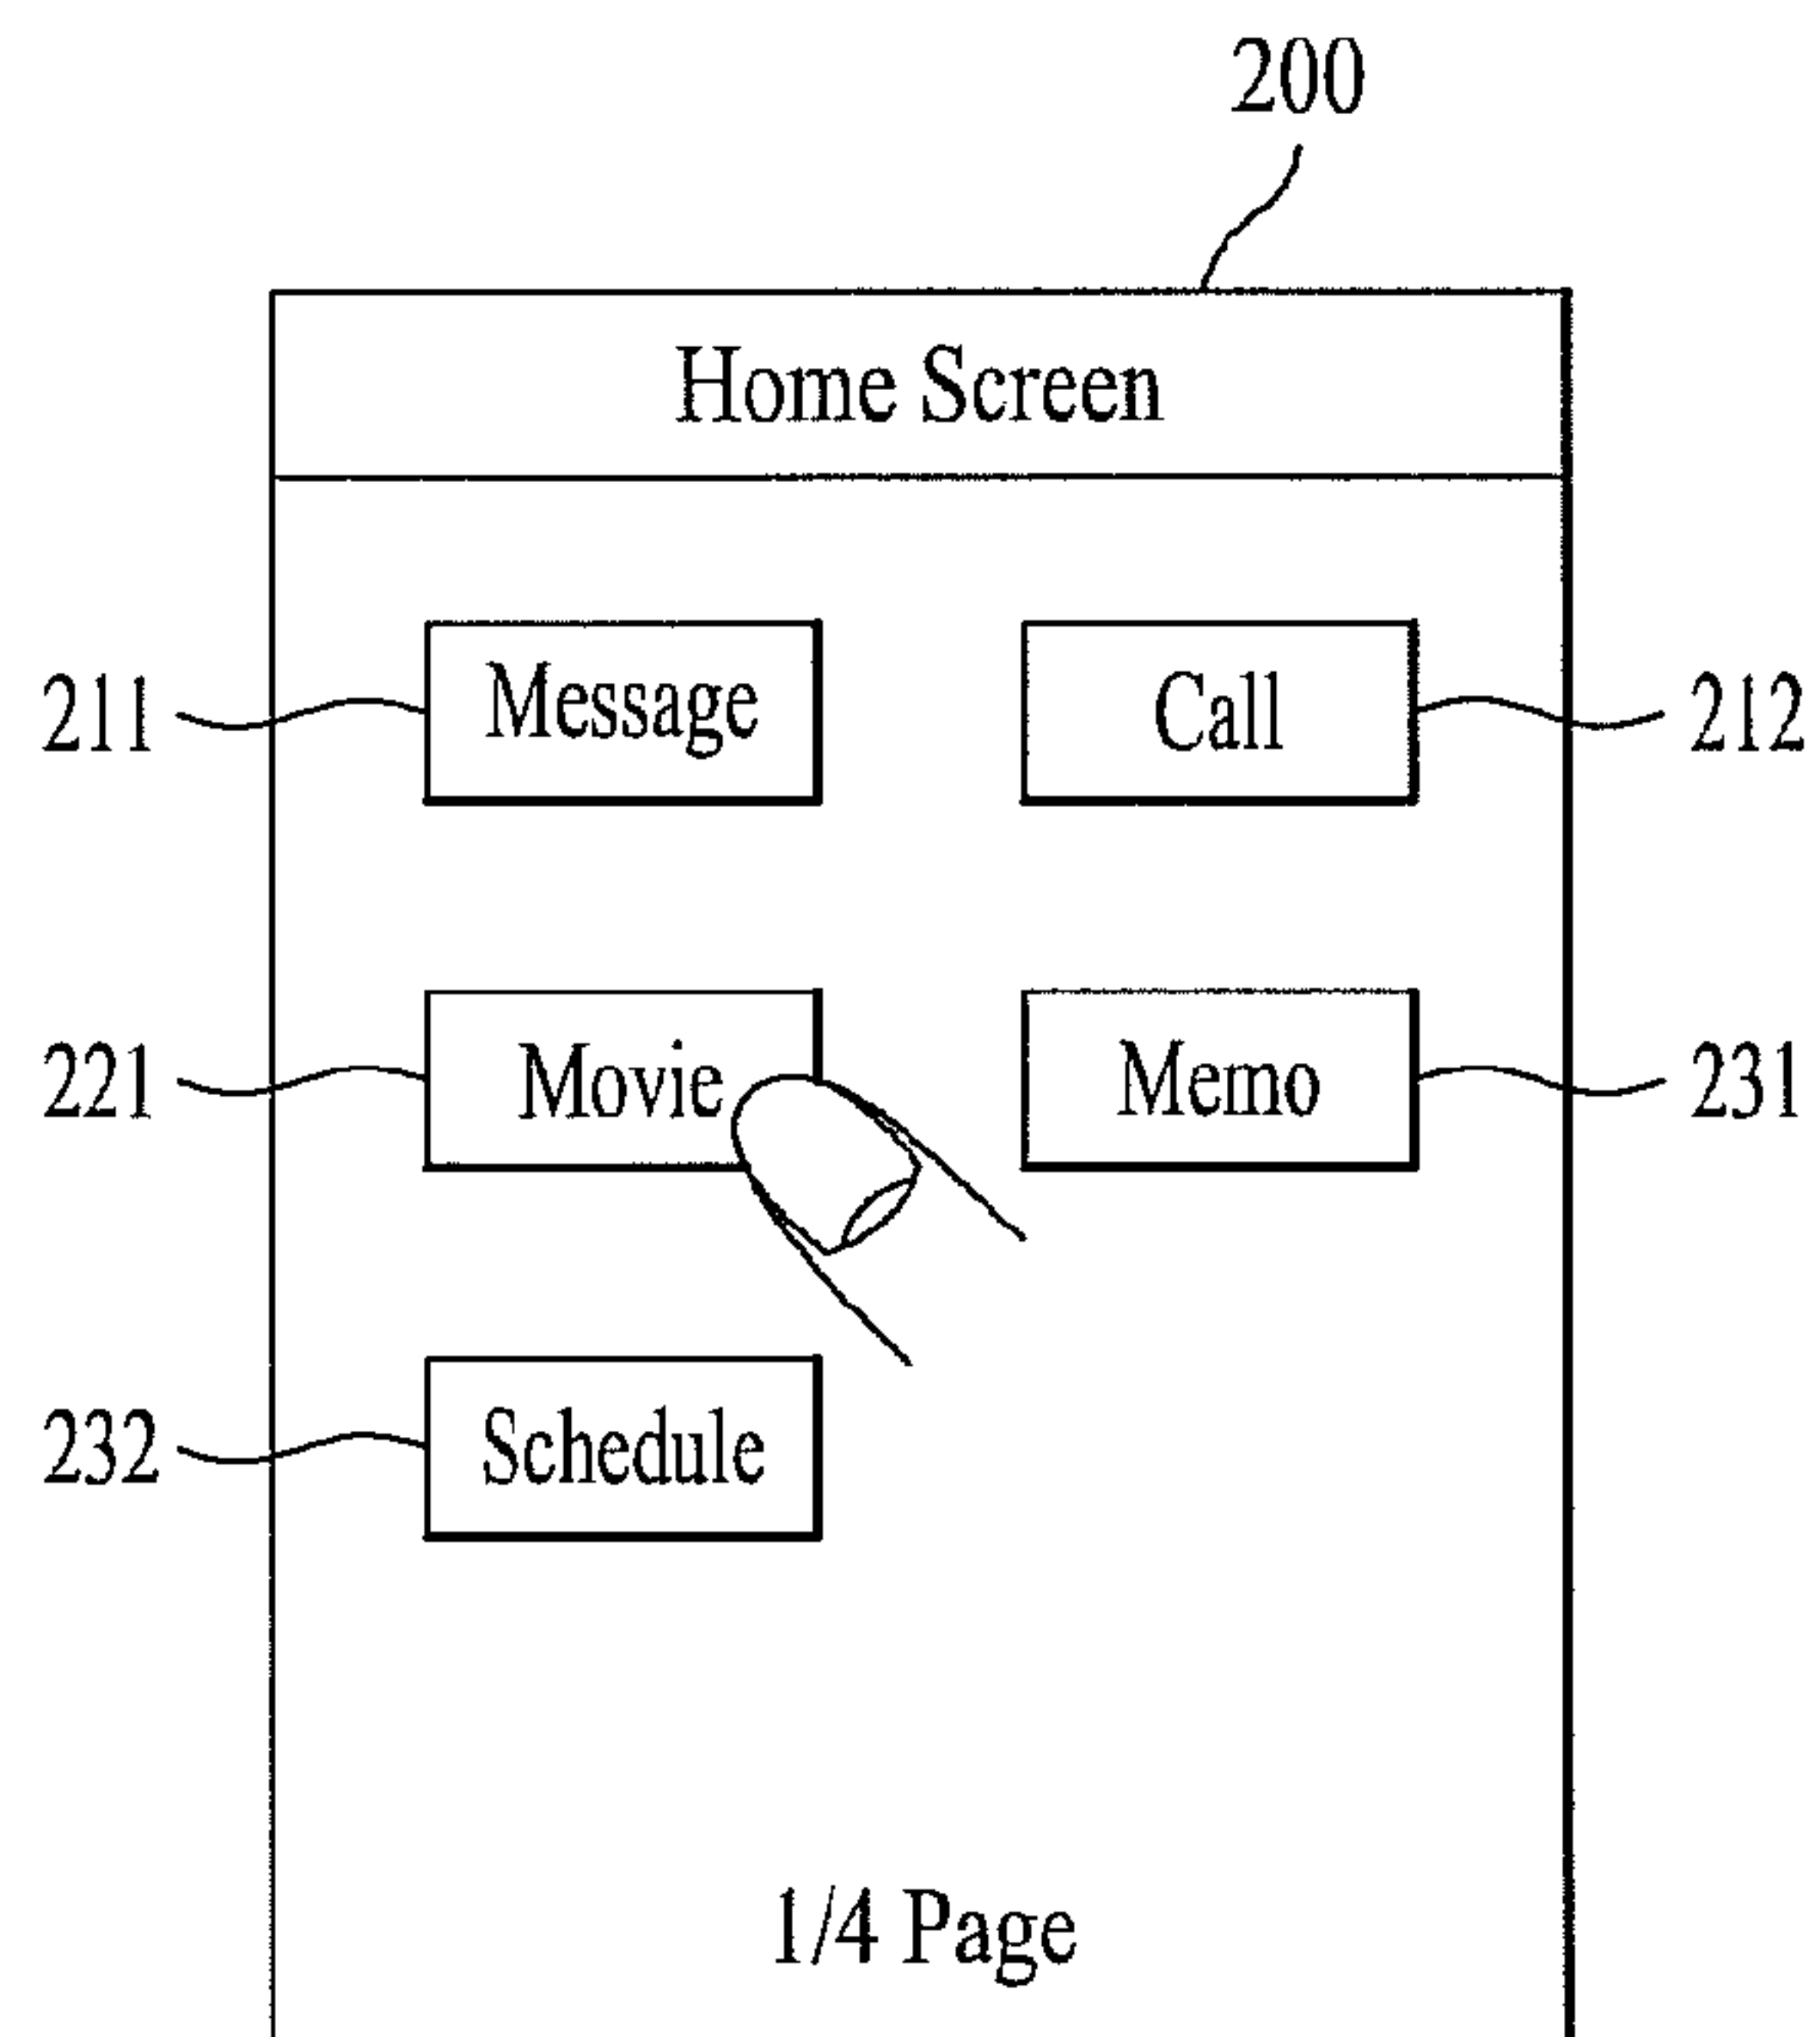 200
Home Screen
211 Message Call 212
221 Movie Memo 231
232 Schedule
1/4 Page